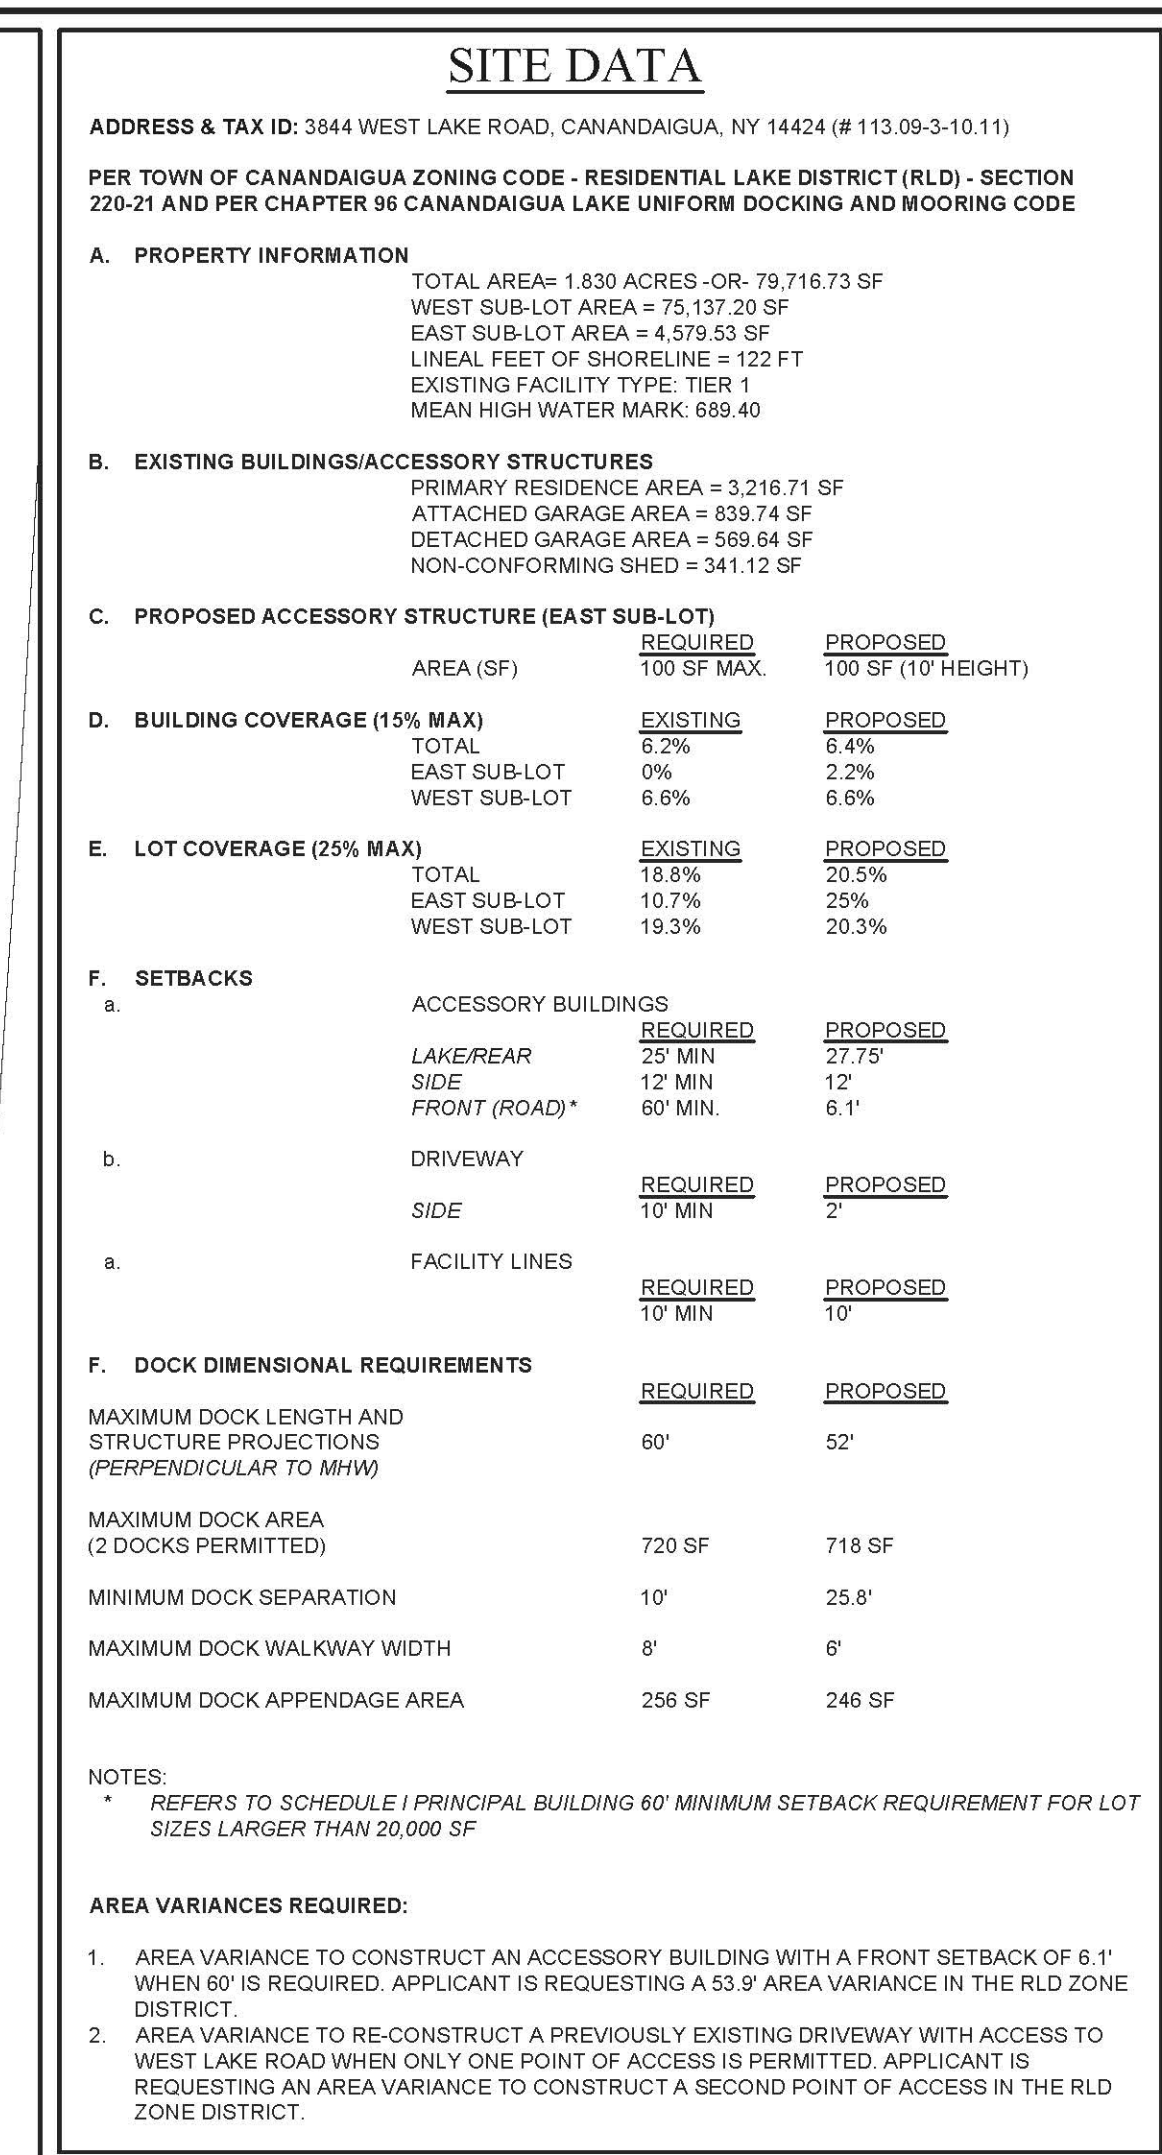 SITE DATA
ADDRESS & TAX ID: 3844 WEST LAKE ROAD, CANANDAIGUA, NY 14424 (# 113.09-3-10.11)
PER TOWN OF CANANDAIGUA ZONING CODE - RESIDENTIAL LAKE DISTRICT (RLD) - SECTION
220-21 AND PER CHAPTER 96 CANANDAIGUA LAKE UNIFORM DOCKING AND MOORING CODE
A. PROPERTY INFORMATION
TOTAL AREA= 1.830 ACRES -OR- 79,716.73 SF
WEST SUB-LOT AREA = 75,137.20 SF
EAST SUB-LOT AREA = 4,579.53 SF
LINEAL FEET OF SHORELINE = 122 FT
EXISTING FACILITY TYPE: TIER 1
MEAN HIGH WATER MARK: 689.40
B. EXISTING BUILDINGS/ACCESSORY STRUCTURES
PRIMARY RESIDENCE AREA = 3,216.71 SF
ATTACHED GARAGE AREA = 839.74 SF
DETACHED GARAGE AREA = 569.64 SF
NON-CONFORMING SHED = 341.12 SF
C. PROPOSED ACCESSORY STRUCTURE (EAST SUB-LOT)
REQUIRED PROPOSED
AREA (SF) 100 SF MAX. 100 SF (10' HEIGHT)
D. BUILDING COVERAGE (15% MAX) EXISTING PROPOSED
TOTAL 6.2% 6.4%
EAST SUB-LOT 0% 2.2%
WEST SUB-LOT 6.6% 6.6%
E. LOT COVERAGE (25% MAX) EXISTING PROPOSED
TOTAL 18.8% 20.5%
EAST SUB-LOT 10.7% 25%
WEST SUB-LOT 19.3% 20.3%
F. SETBACKS
a. ACCESSORY BUILDINGS
REQUIRED PROPOSED
LAKE/REAR 25' MIN 27.75'
SIDE 12' MIN 12'
FRONT (ROAD)* 60' MIN. 6.1'
b. DRIVEWAY
REQUIRED PROPOSED
SIDE 10' MIN 2'
a. FACILITY LINES
REQUIRED PROPOSED
10' MIN 10'
F. DOCK DIMENSIONAL REQUIREMENTS
REQUIRED PROPOSED
MAXIMUM DOCK LENGTH AND
STRUCTURE PROJECTIONS 60' 52'
(PERPENDICULAR TO MHW)
MAXIMUM DOCK AREA
(2 DOCKS PERMITTED) 720 SF 718 SF
MINIMUM DOCK SEPARATION 10' 25.8'
MAXIMUM DOCK WALKWAY WIDTH 8' 6'
MAXIMUM DOCK APPENDAGE AREA 256 SF 246 SF
NOTES:
* REFERS TO SCHEDULE I PRINCIPAL BUILDING 60' MINIMUM SETBACK REQUIREMENT FOR LOT
SIZES LARGER THAN 20,000 SF
AREA VARIANCES REQUIRED:
1. AREA VARIANCE TO CONSTRUCT AN ACCESSORY BUILDING WITH A FRONT SETBACK OF 6.1'
WHEN 60' IS REQUIRED. APPLICANT IS REQUESTING A 53.9' AREA VARIANCE IN THE RLD ZONE
DISTRICT.
2. AREA VARIANCE TO RE-CONSTRUCT A PREVIOUSLY EXISTING DRIVEWAY WITH ACCESS TO
WEST LAKE ROAD WHEN ONLY ONE POINT OF ACCESS IS PERMITTED. APPLICANT IS
REQUESTING AN AREA VARIANCE TO CONSTRUCT A SECOND POINT OF ACCESS IN THE RLD
ZONE DISTRICT.